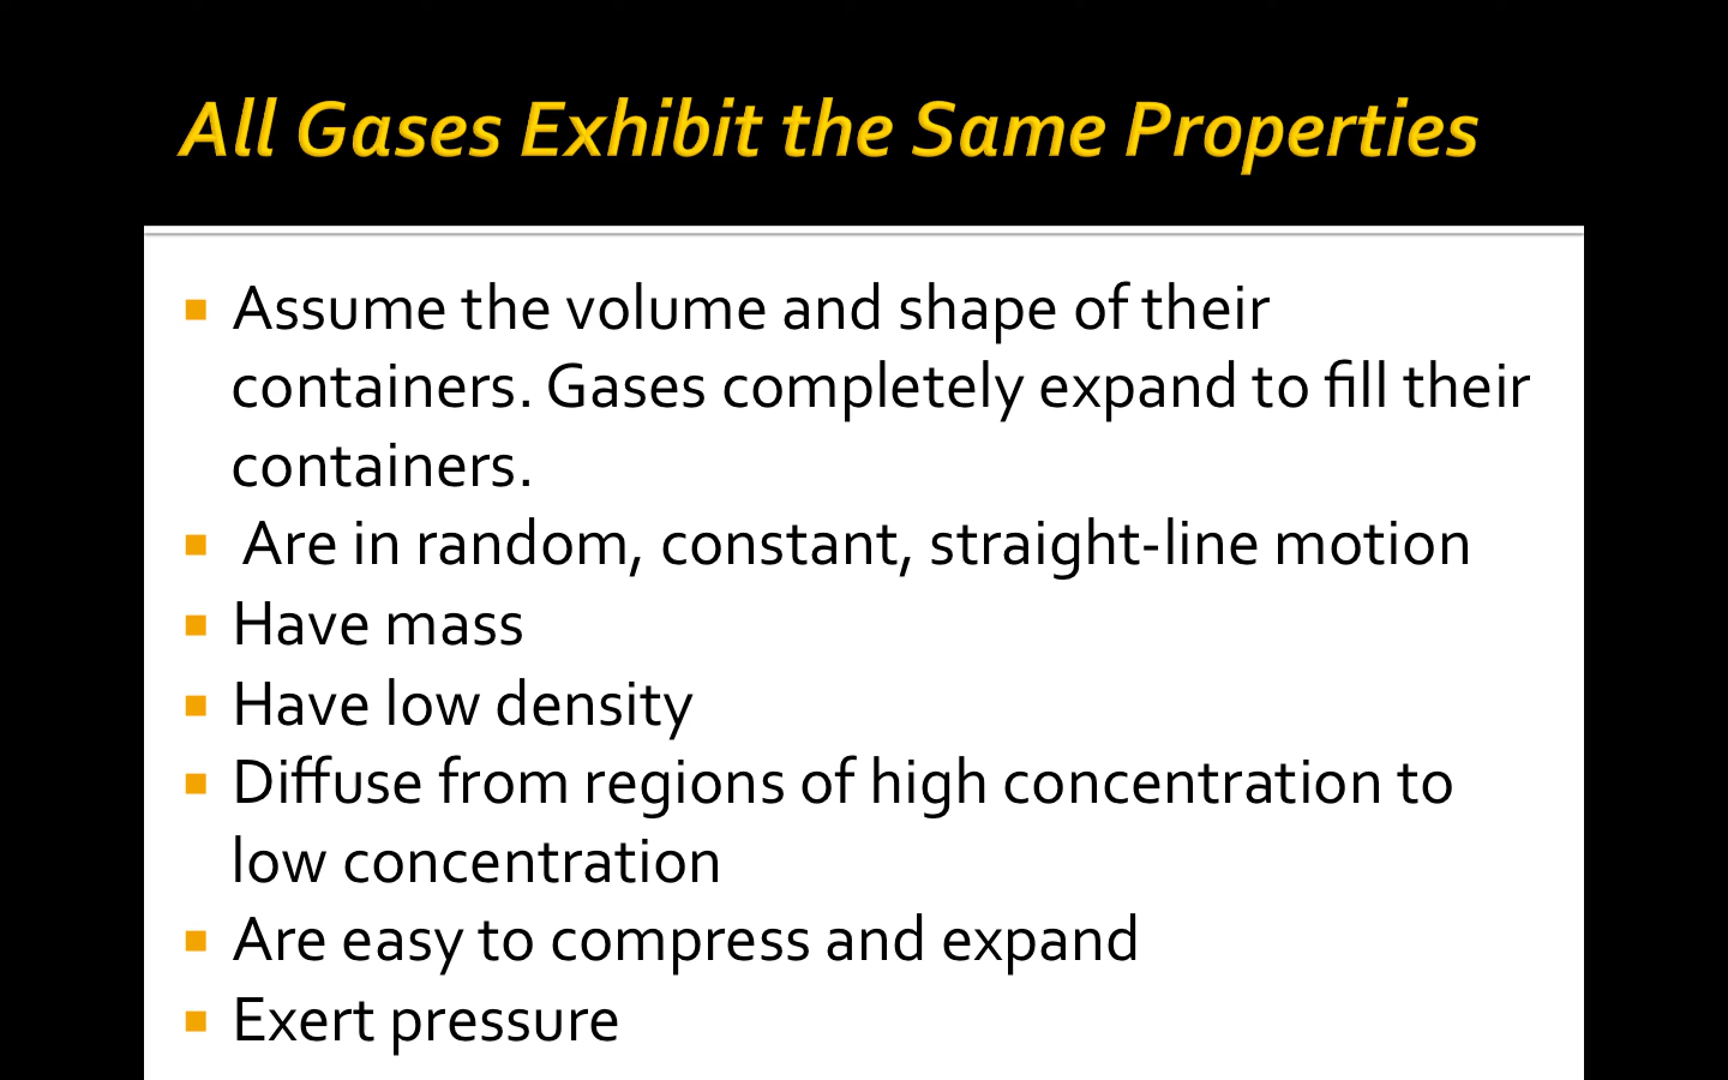 All Gases Exhibit the Same Properties
Assume the volume and shape of their
containers. Gases completely expand to fill their
containers.
Are in random, constant, straight-line motion
Have mass
Have low density
Diffuse from regions of high concentration to
low concentration
Are easy to compress and expand
Exert pressure